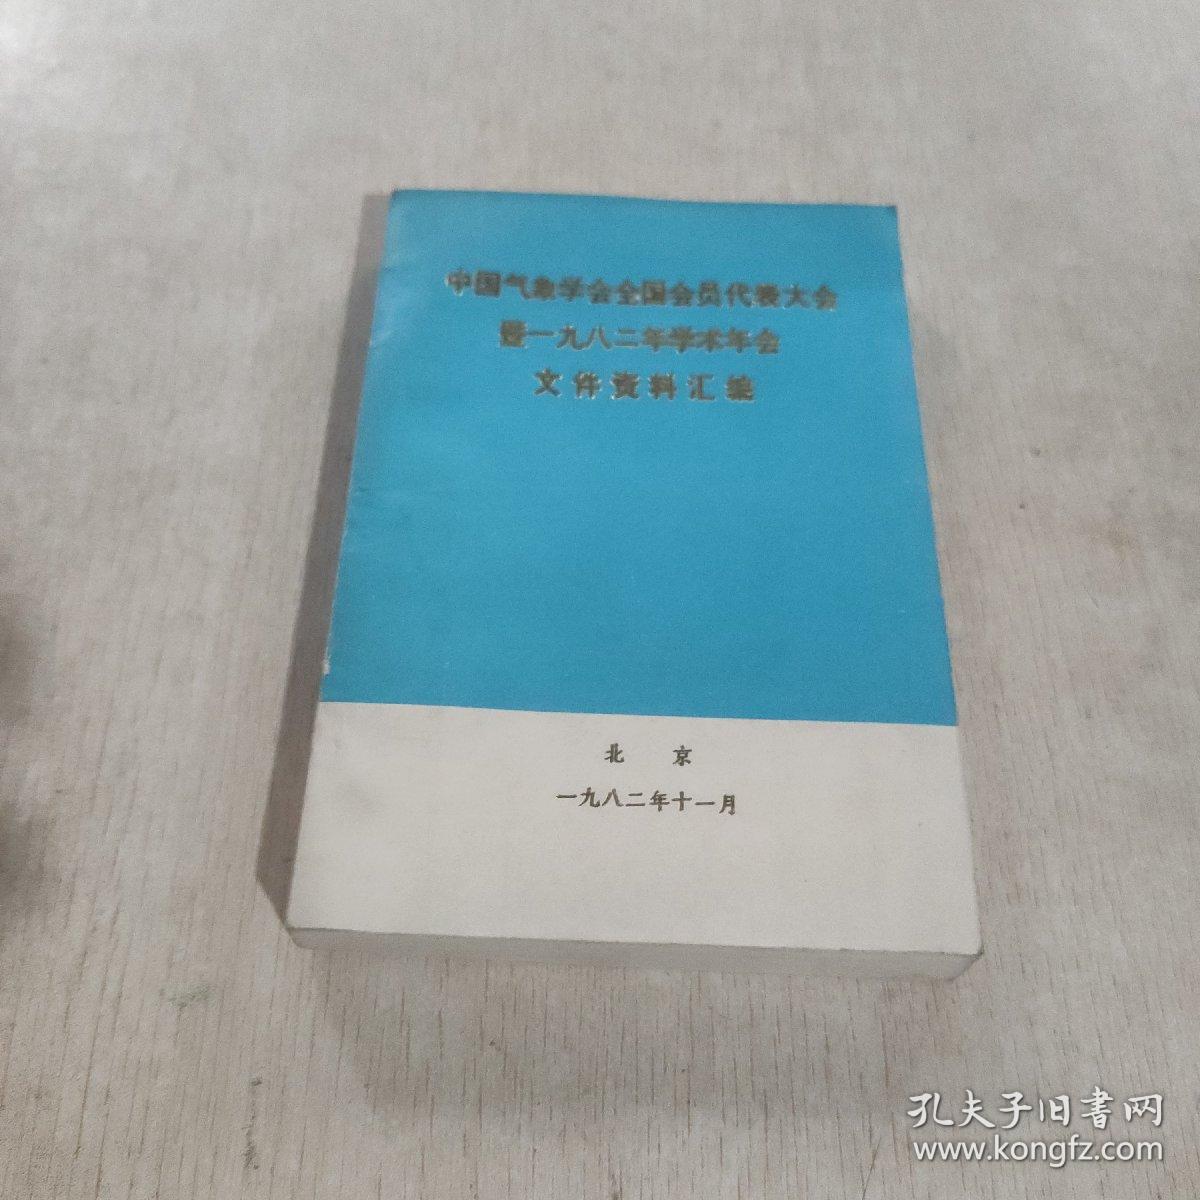 中国气象学会全国会员代表大会
暨一九八二年学术年会
文件资料汇编
北京
一九八二年十一月
孔夫子旧書网
www.kongfz.com